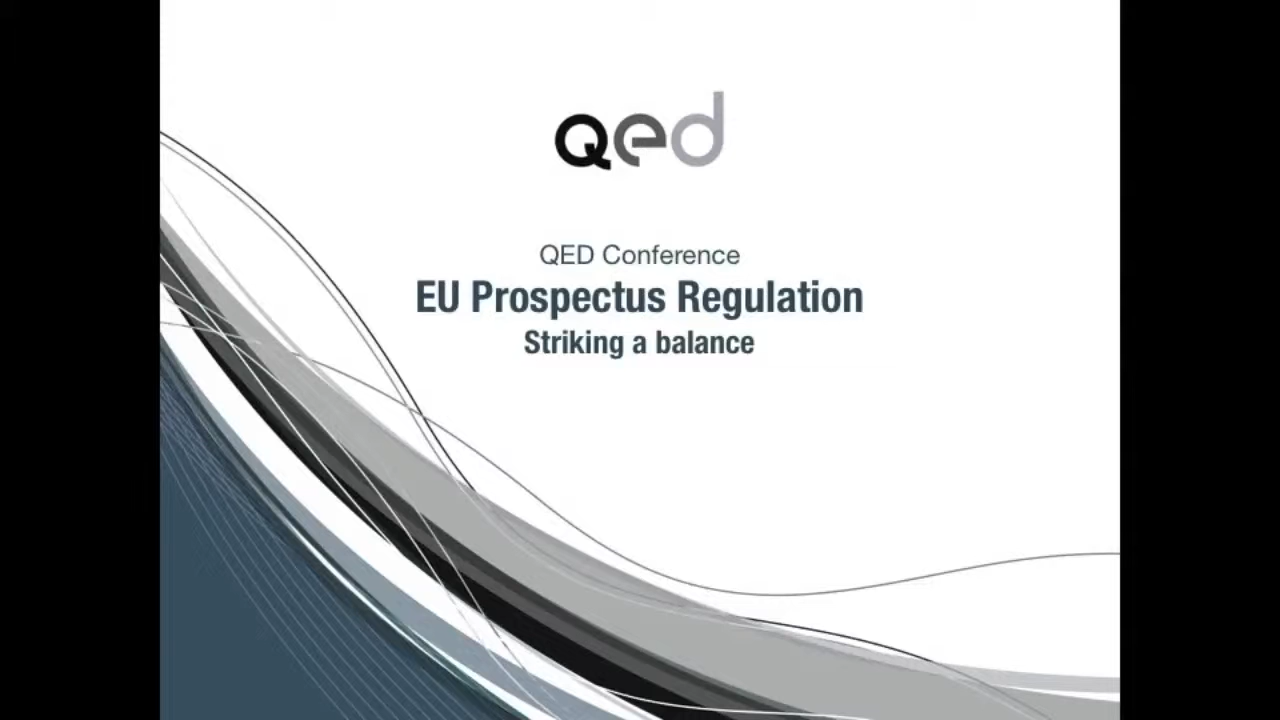 qed
QED Conference
EU Prospectus Regulation
Striking a balance